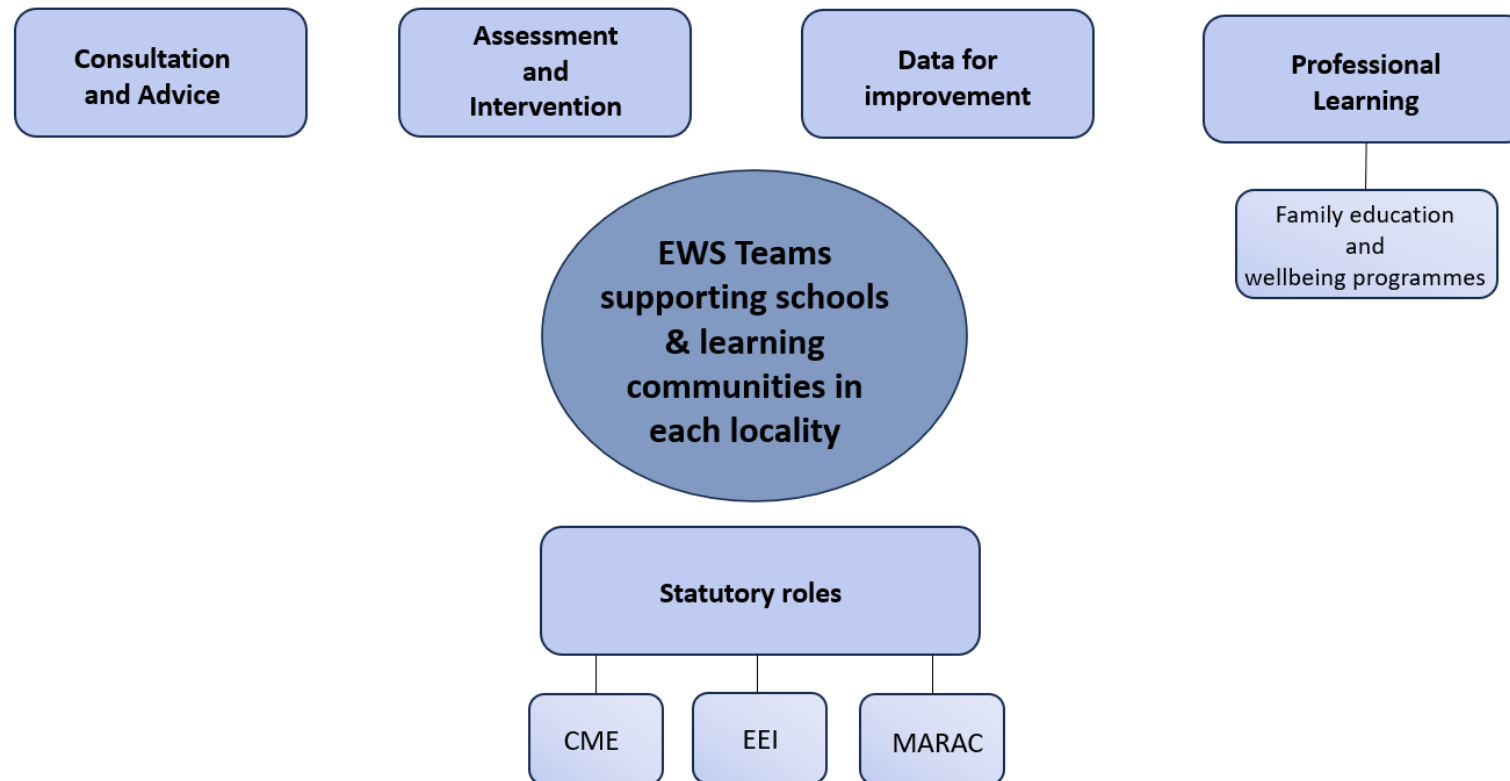 Consultation
and Advice
Assessment
and
Intervention
Data for
improvement
Professional
Learning
Family education
and
wellbeing programmes
EWS Teams
supporting schools
& learning
communities in
each locality
Statutory roles
CME
EEI
MARAC